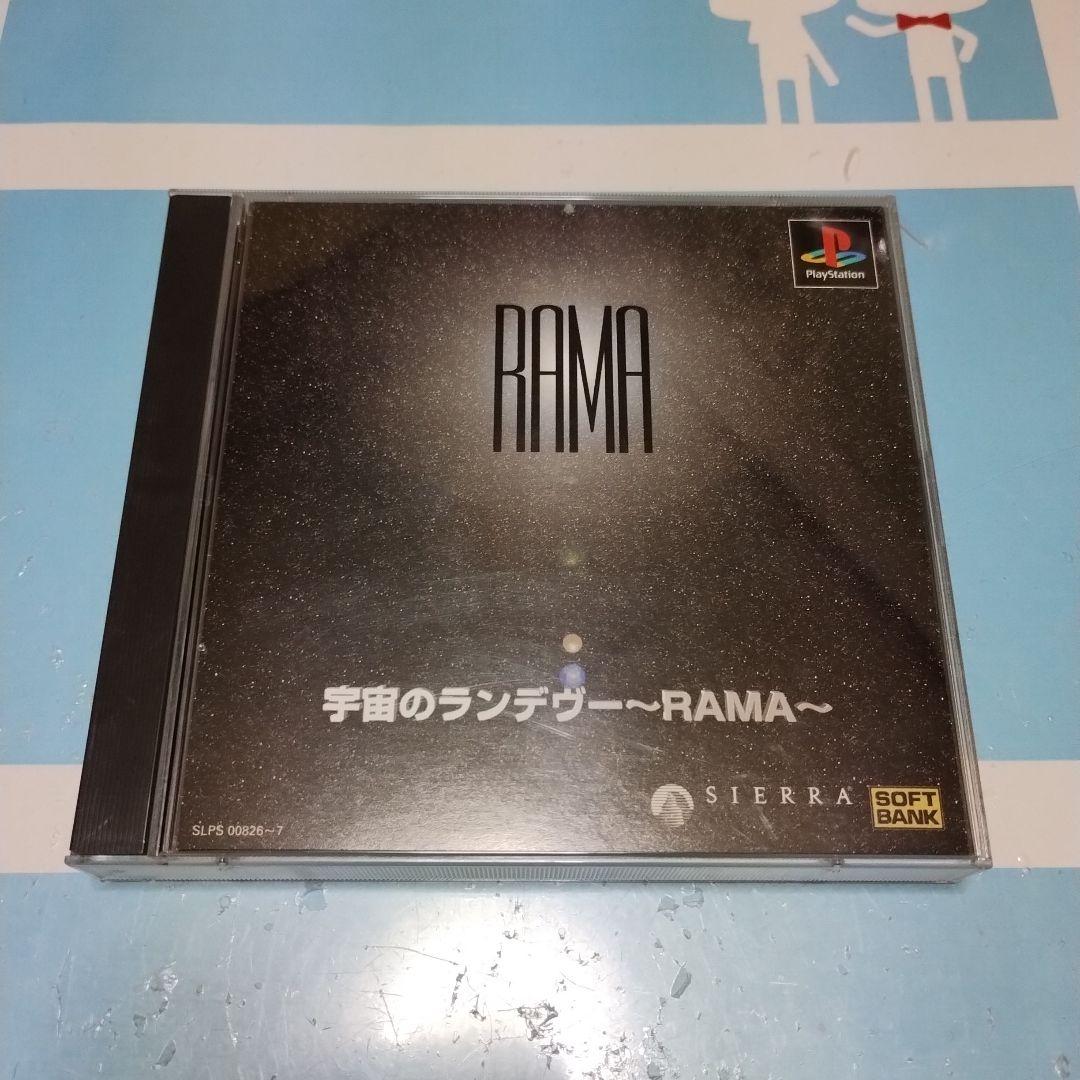 PlayStation
RAMA
宇宙のランデヴー～RAMA～
SIERRA
SOFT
BANK
SLPS 00826～7